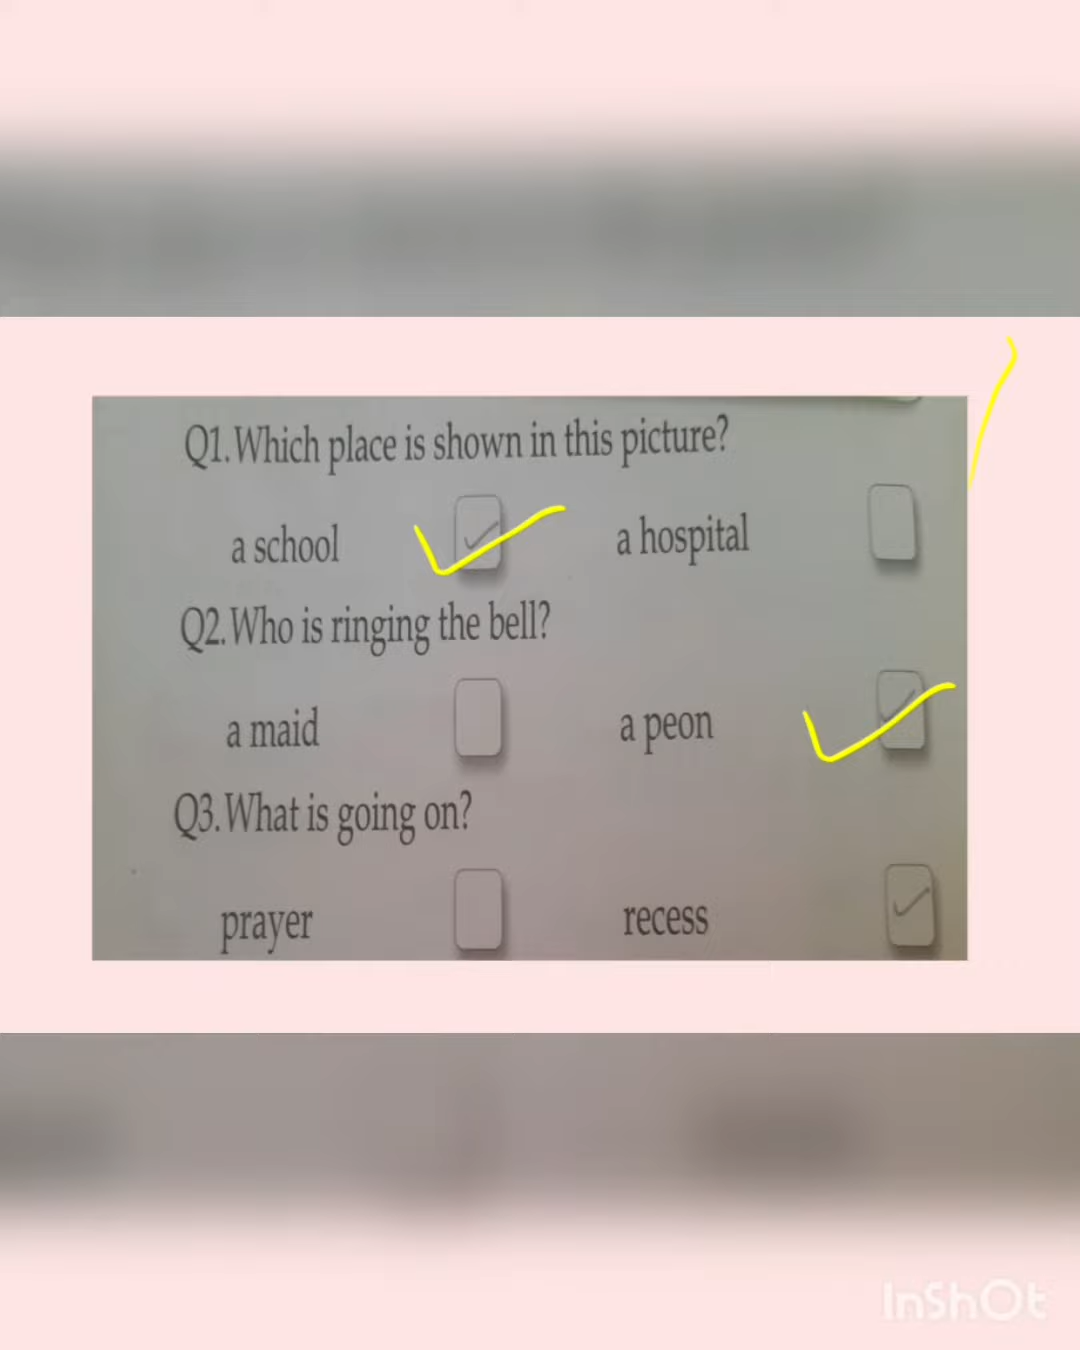 Q1. Which place is shown in this picture?
a school a hospital
Q2. Who is ringing the bell?
a maid a peon
Q3. What is going on?
prayer recess
InShOt